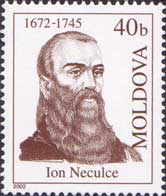 1672-1745
40b
MOLDOVA
Ion Neculce
2002